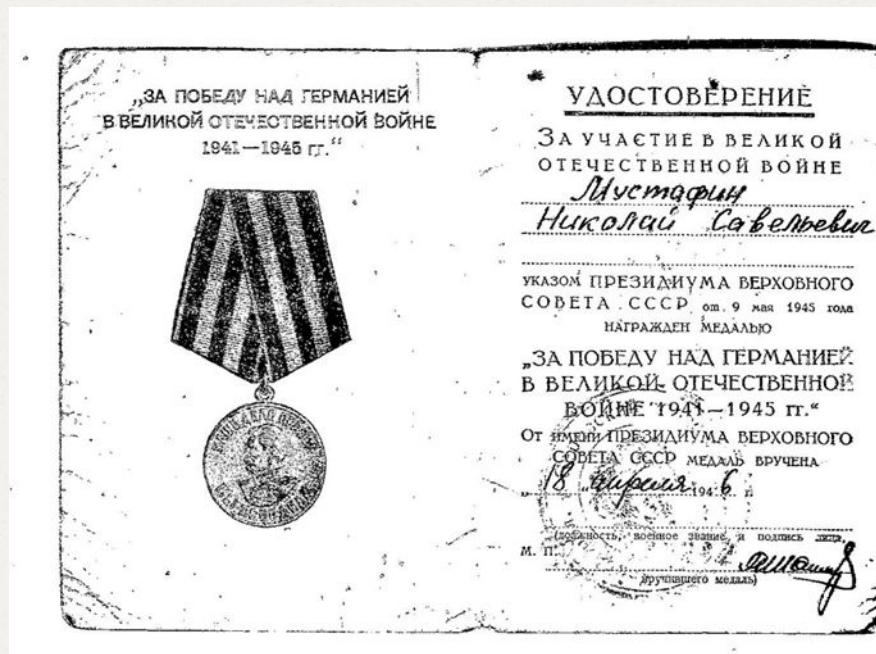 „ЗА ПОБЕДУ НАД ГЕРМАНИЕЙ
В ВЕЛИКОЙ ОТЕЧЕСТВЕННОЙ ВОЙНЕ
1941—1945 гг.“
УДОСТОВЕРЕНИЕ
ЗА УЧАСТИЕ В ВЕЛИКОЙ
ОТЕЧЕСТВЕННОЙ ВОЙНЕ
Мустафин
Николай Савельевич
УКАЗОМ ПРЕЗИДИУМА ВЕРХОВНОГО
СОВЕТА СССР от 9 мая 1945 года
НАГРАЖДЕН МЕДАЛЬЮ
„ЗА ПОБЕДУ НАД ГЕРМАНИЕЙ
В ВЕЛИКОЙ ОТЕЧЕСТВЕННОЙ
ВОЙНЕ 1941—1945 гг.“
ОТ ИМЕНИ ПРЕЗИДИУМА ВЕРХОВНОГО
СОВЕТА СССР МЕДАЛЬ ВРУЧЕНА
„18“ апреля 1946 г.
(должность, военное звание и подпись лица,
М. П.
вручившего медаль)